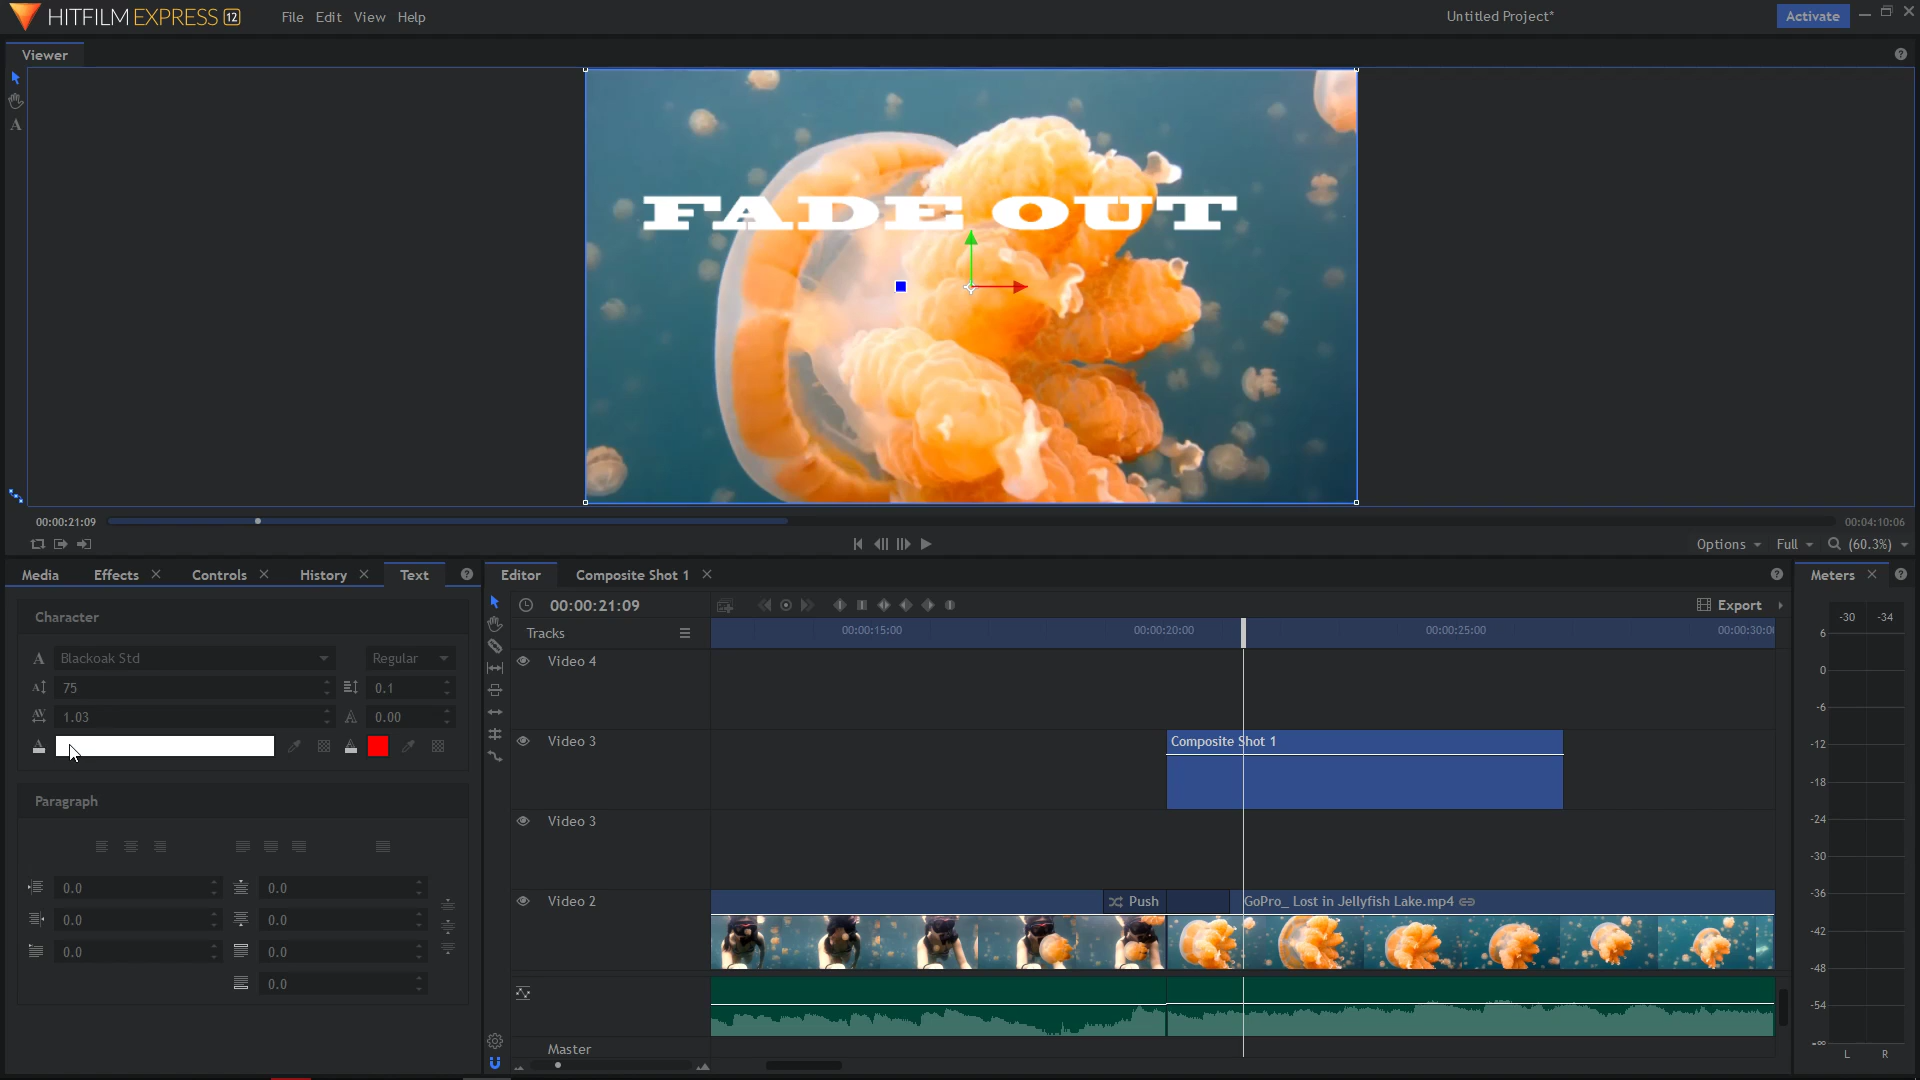 HITFILM EXPRESS 12
File Edit View Help
Untitled Project*
Activate
Viewer
A
FADE OUT
00:00:21:09
00:04:10:06
Options Full (60.3%)
Media Effects Controls History Text
Editor Composite Shot 1
Meters
Character
A Blackoak Std Regular
75 0.1
1.03 0.00
Paragraph
0.0 0.0
0.0 0.0
0.0 0.0
0.0
00:00:21:09
Export
Tracks
00:00:15:00 00:00:20:00 00:00:25:00 00:00:30:00
Video 4
Video 3
Composite Shot 1
Video 3
Video 2
Push
GoPro_ Lost in Jellyfish Lake.mp4
Master
-30 -34
6
0
-6
-12
-18
-24
-30
-36
-42
-48
-54
-∞
L R